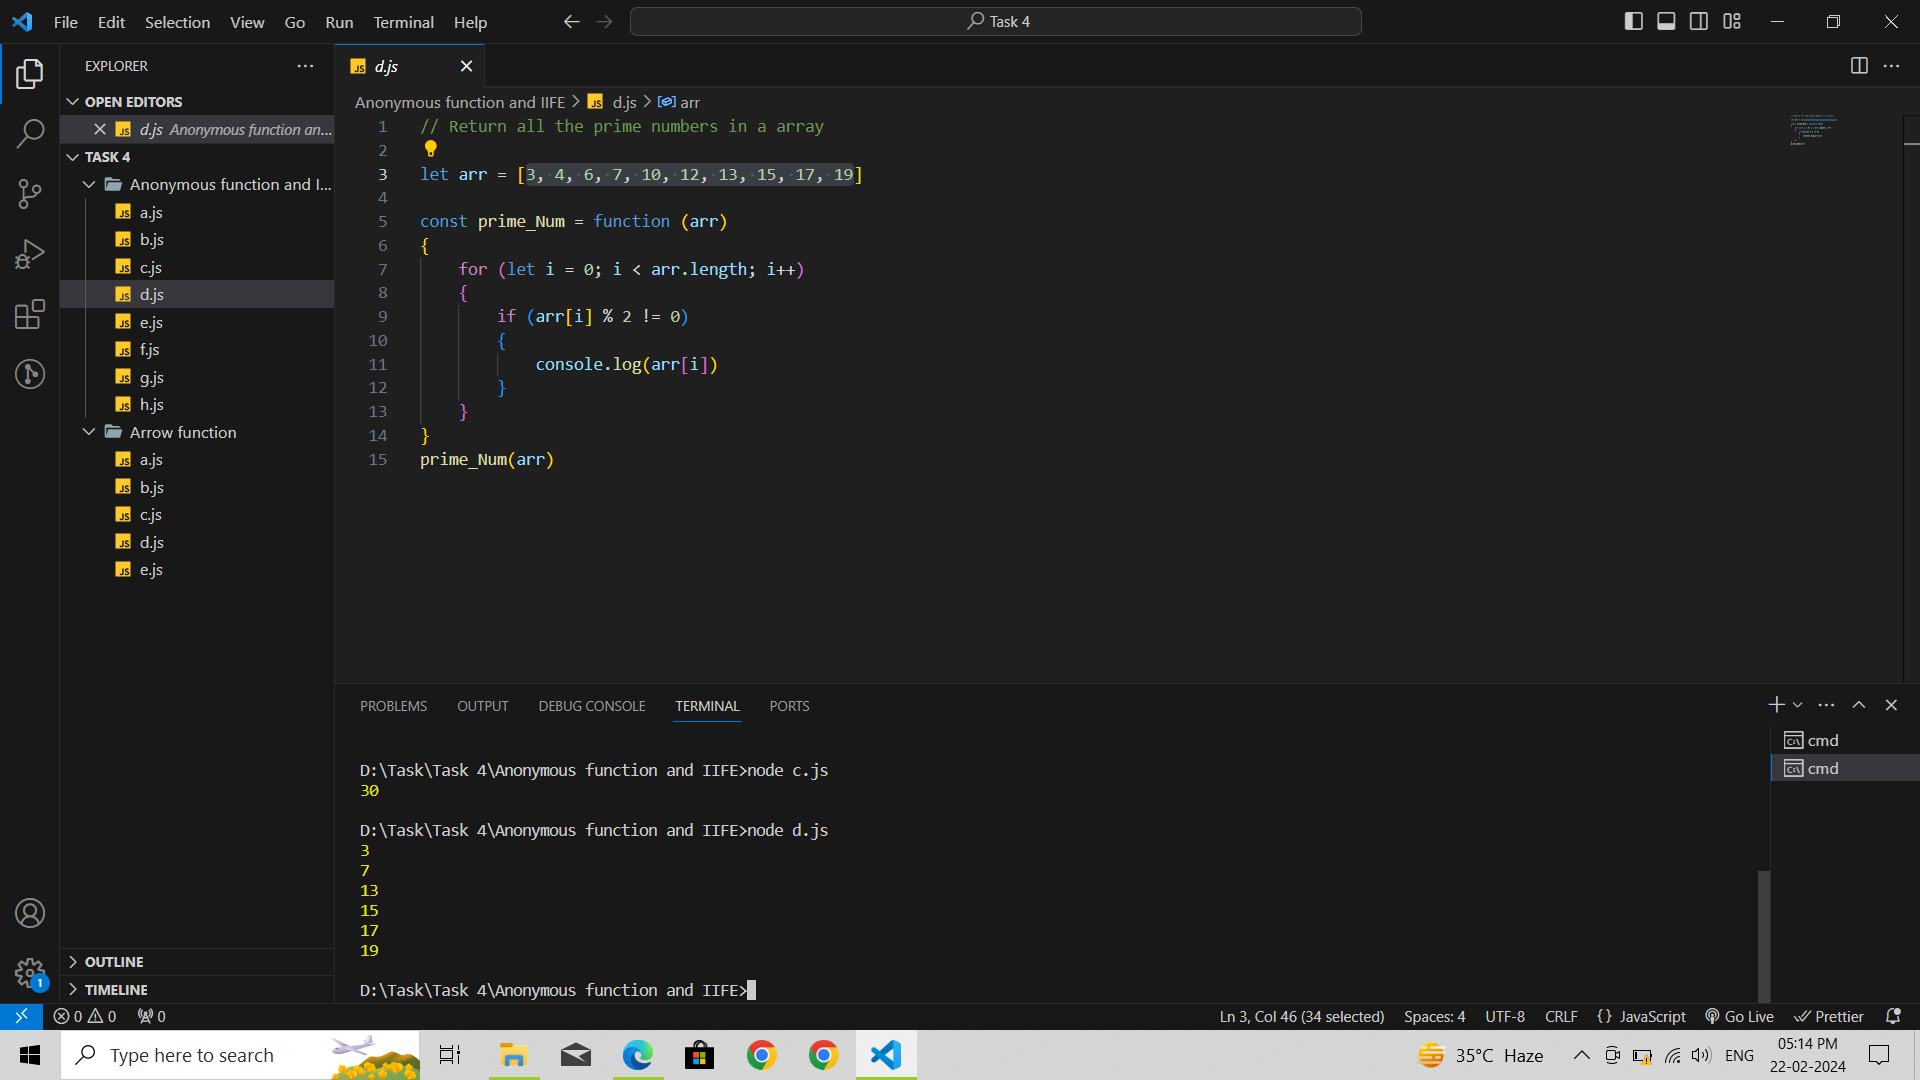 File Edit Selection View Go Run Terminal Help
Task 4
EXPLORER
OPEN EDITORS
d.js Anonymous function an...
TASK 4
Anonymous function and I...
a.js
b.js
c.js
d.js
e.js
f.js
g.js
h.js
Arrow function
a.js
b.js
c.js
d.js
e.js
OUTLINE
TIMELINE
d.js
Anonymous function and IIFE > d.js > arr
1 // Return all the prime numbers in a array
2
3 let arr = [3, 4, 6, 7, 10, 12, 13, 15, 17, 19]
4
5 const prime_Num = function (arr)
6 {
7 for (let i = 0; i < arr.length; i++)
8 {
9 if (arr[i] % 2 != 0)
10 {
11 console.log(arr[i])
12 }
13 }
14 }
15 prime_Num(arr)
PROBLEMS OUTPUT DEBUG CONSOLE TERMINAL PORTS
D:\Task\Task 4\Anonymous function and IIFE>node c.js
30
D:\Task\Task 4\Anonymous function and IIFE>node d.js
3
7
13
15
17
19
D:\Task\Task 4\Anonymous function and IIFE>
cmd
cmd
1
0 0 0
Ln 3, Col 46 (34 selected) Spaces: 4 UTF-8 CRLF {} JavaScript Go Live Prettier
Type here to search
35°C Haze
ENG
05:14 PM
22-02-2024